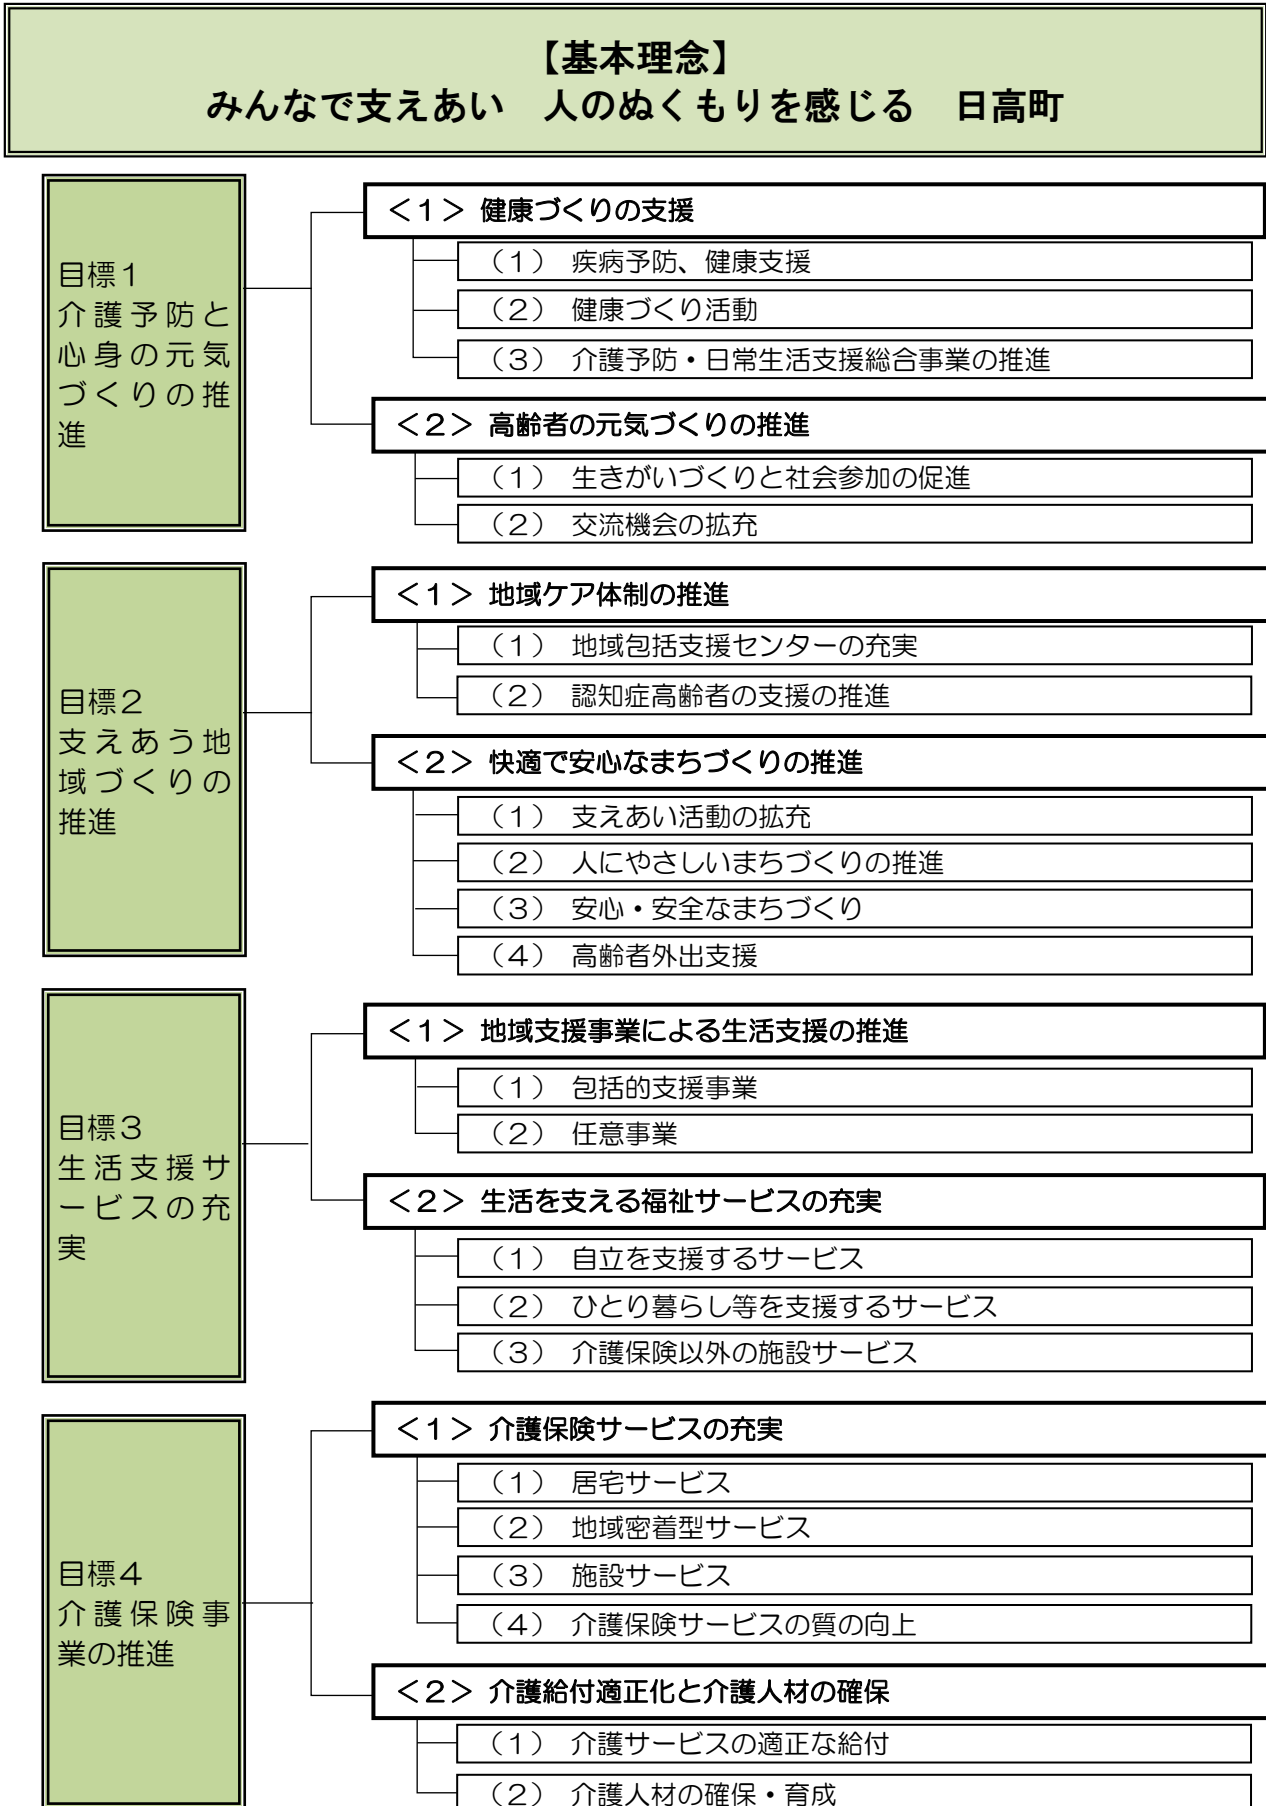 【基本理念】
みんなで支えあい　人のぬくもりを感じる　日高町
目標１
介護予防と
心身の元気
づくりの推
進
＜１＞ 健康づくりの支援
（１）　疾病予防、健康支援
（２）　健康づくり活動
（３）　介護予防・日常生活支援総合事業の推進
＜２＞ 高齢者の元気づくりの推進
（１）　生きがいづくりと社会参加の促進
（２）　交流機会の拡充
目標２
支えあう地
域づくりの
推進
＜１＞ 地域ケア体制の推進
（１）　地域包括支援センターの充実
（２）　認知症高齢者の支援の推進
＜２＞ 快適で安心なまちづくりの推進
（１）　支えあい活動の拡充
（２）　人にやさしいまちづくりの推進
（３）　安心・安全なまちづくり
（４）　高齢者外出支援
目標３
生活支援サ
ービスの充
実
＜１＞ 地域支援事業による生活支援の推進
（１）　包括的支援事業
（２）　任意事業
＜２＞ 生活を支える福祉サービスの充実
（１）　自立を支援するサービス
（２）　ひとり暮らし等を支援するサービス
（３）　介護保険以外の施設サービス
目標４
介護保険事
業の推進
＜１＞ 介護保険サービスの充実
（１）　居宅サービス
（２）　地域密着型サービス
（３）　施設サービス
（４）　介護保険サービスの質の向上
＜２＞ 介護給付適正化と介護人材の確保
（１）　介護サービスの適正な給付
（２）　介護人材の確保・育成